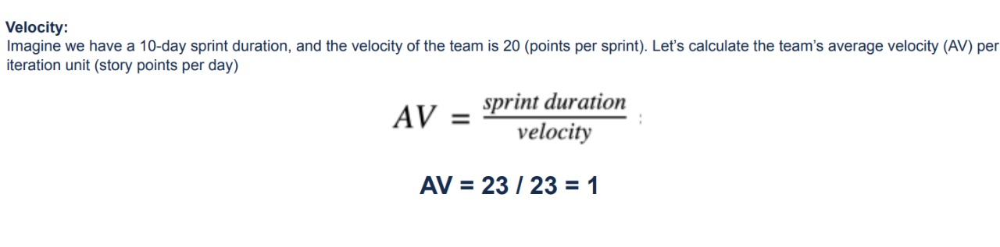 Velocity:
Imagine we have a 10-day sprint duration, and the velocity of the team is 20 (points per sprint). Let’s calculate the team’s average velocity (AV) per
iteration unit (story points per day)
AV = sprint duration / velocity :
AV = 23 / 23 = 1